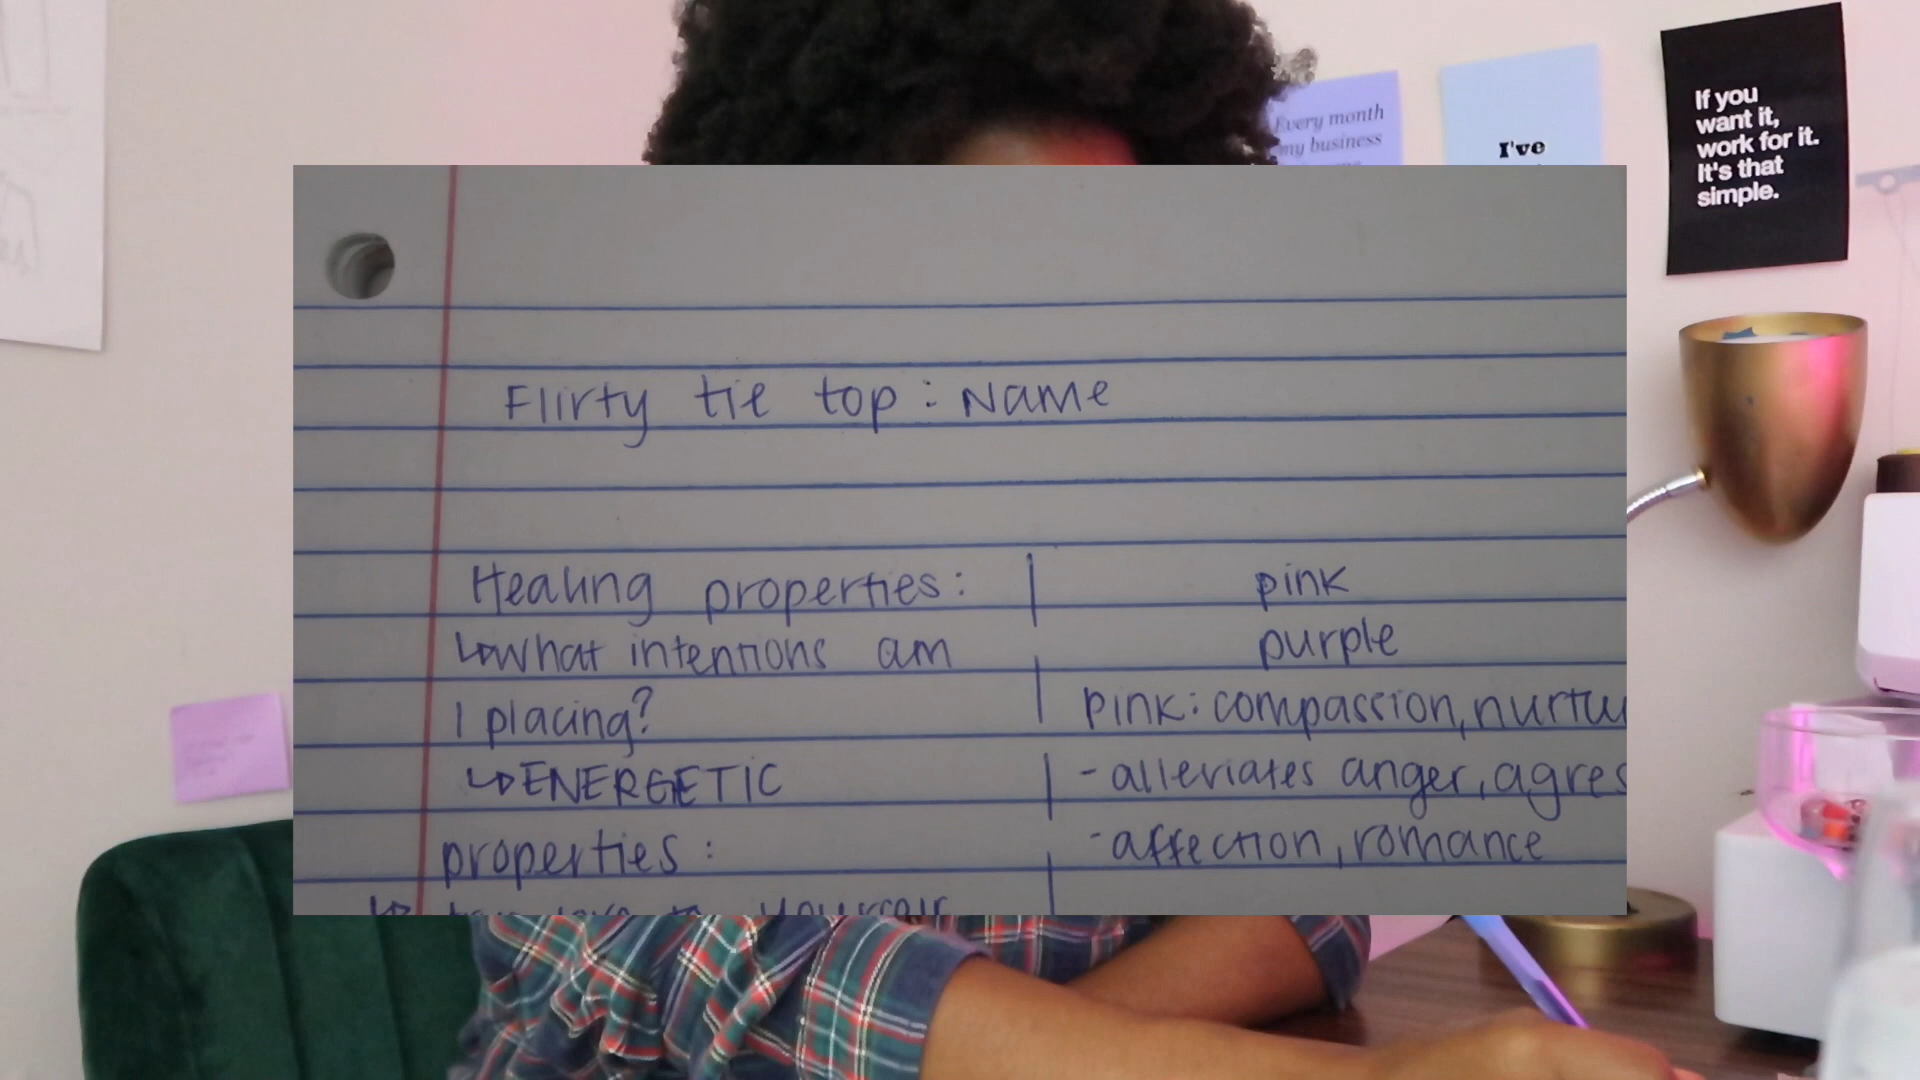 Every month
my business
I've
If you
want it,
work for it.
It's that
simple.
Flirty tie top: Name
Healing properties:
↳what intentions am
I placing?
↳ENERGETIC
properties:
pink
purple
pink: compassion, nurtu
- alleviates anger, agres
- affection, romance